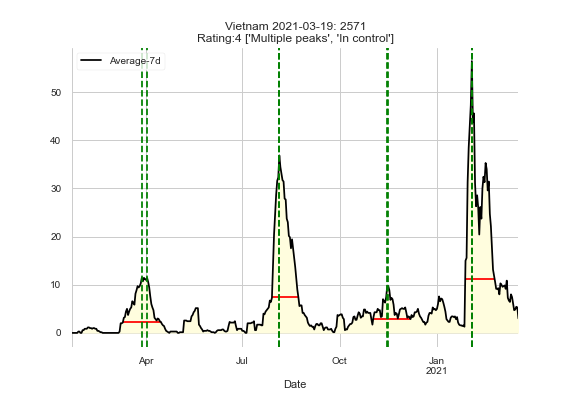 Vietnam 2021-03-19: 2571
Rating:4 ['Multiple peaks', 'In control']
Average-7d
50
40
30
20
10
0
Apr
Jul
Oct
Jan
2021
Date